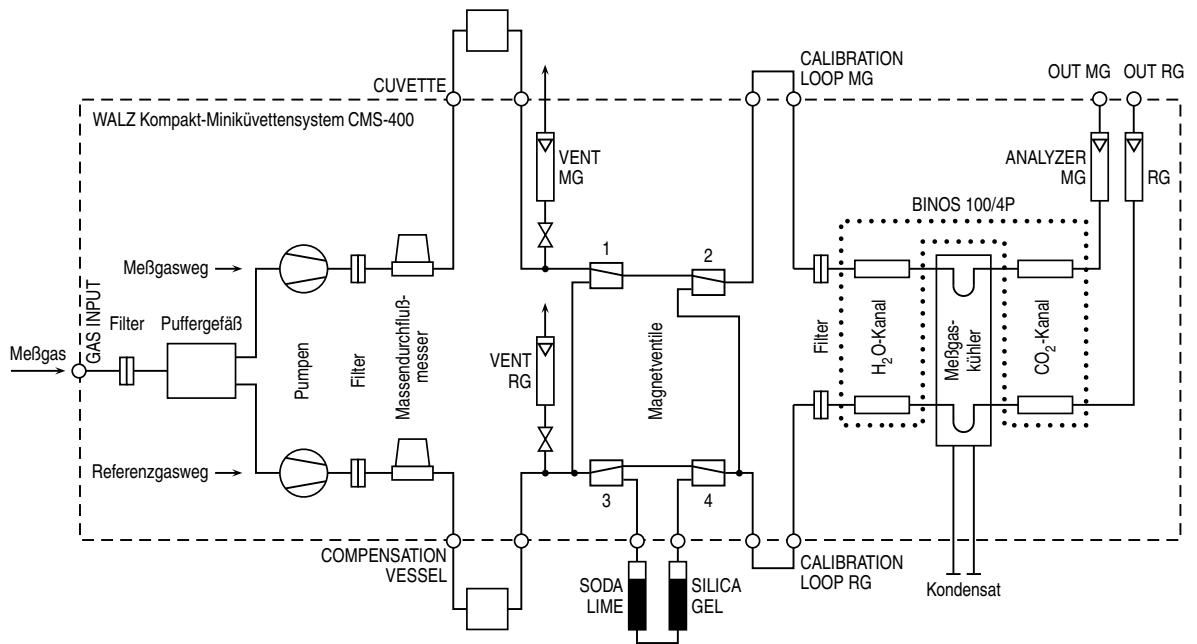 CUVETTE
CALIBRATION
LOOP MG
OUT MG
OUT RG
WALZ Kompakt-Miniküvettensystem CMS-400
VENT
MG
ANALYZER
MG
RG
BINOS 100/4P
Meßgasweg
1
2
GAS INPUT
Filter
Puffergefäß
Meßgas
Pumpen
Filter
Massendurchfluß-
messer
VENT
RG
Magnetventile
Filter
H₂O-Kanal
Meßgas-
kühler
CO₂-Kanal
Referenzgasweg
3
4
COMPENSATION
VESSEL
SODA
LIME
SILICA
GEL
CALIBRATION
LOOP RG
Kondensat